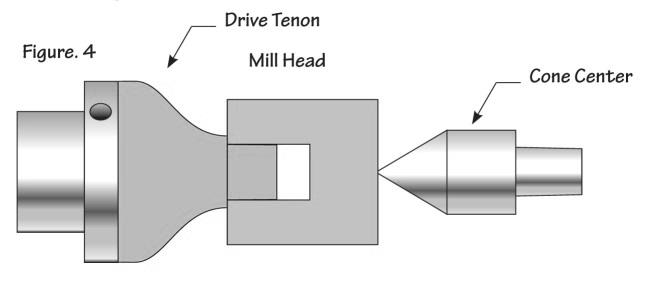 Drive Tenon
Figure. 4
Mill Head
Cone Center